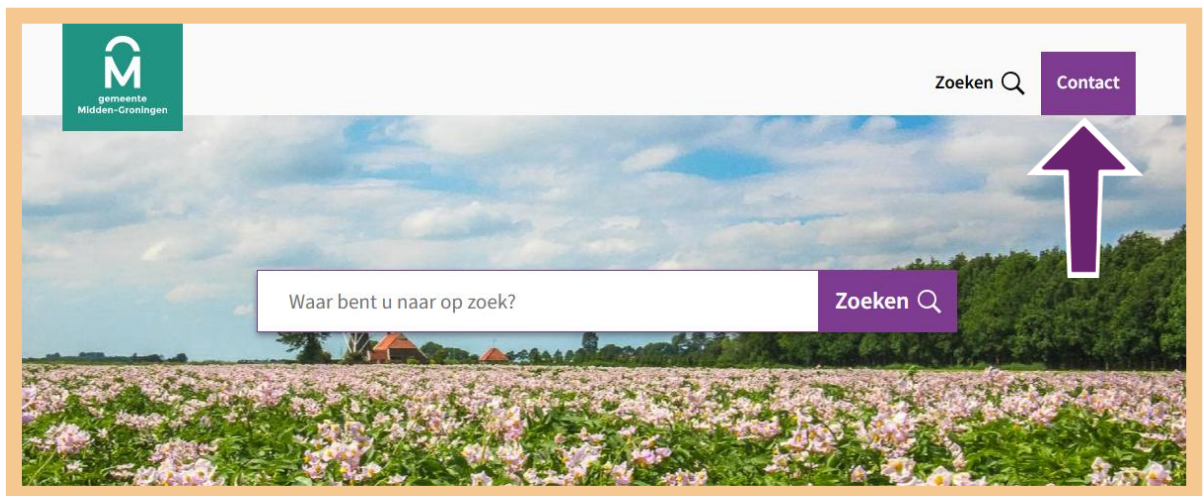 gemeente
Midden-Groningen
Zoeken
Contact
Waar bent u naar op zoek?
Zoeken